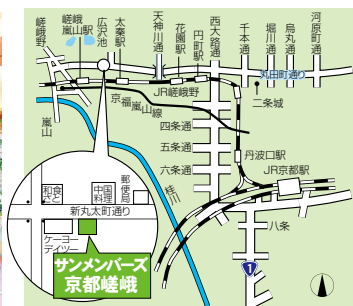 嵯峨野
嵯峨嵐山駅
広沢池
太秦駅
天神川通
花園駅
円町駅
西大路通
千本通
堀川通
烏丸通
河原町通
丸田町通り
JR嵯峨野
二条城
嵐山
京福嵐山線
四条通
五条通
六条通
丹波口駅
桂川
JR京都駅
八条
1
和食さと
中国料理
郵便局
新丸太町通り
ケーヨー
デイツー
サンメンバーズ
京都嵯峨